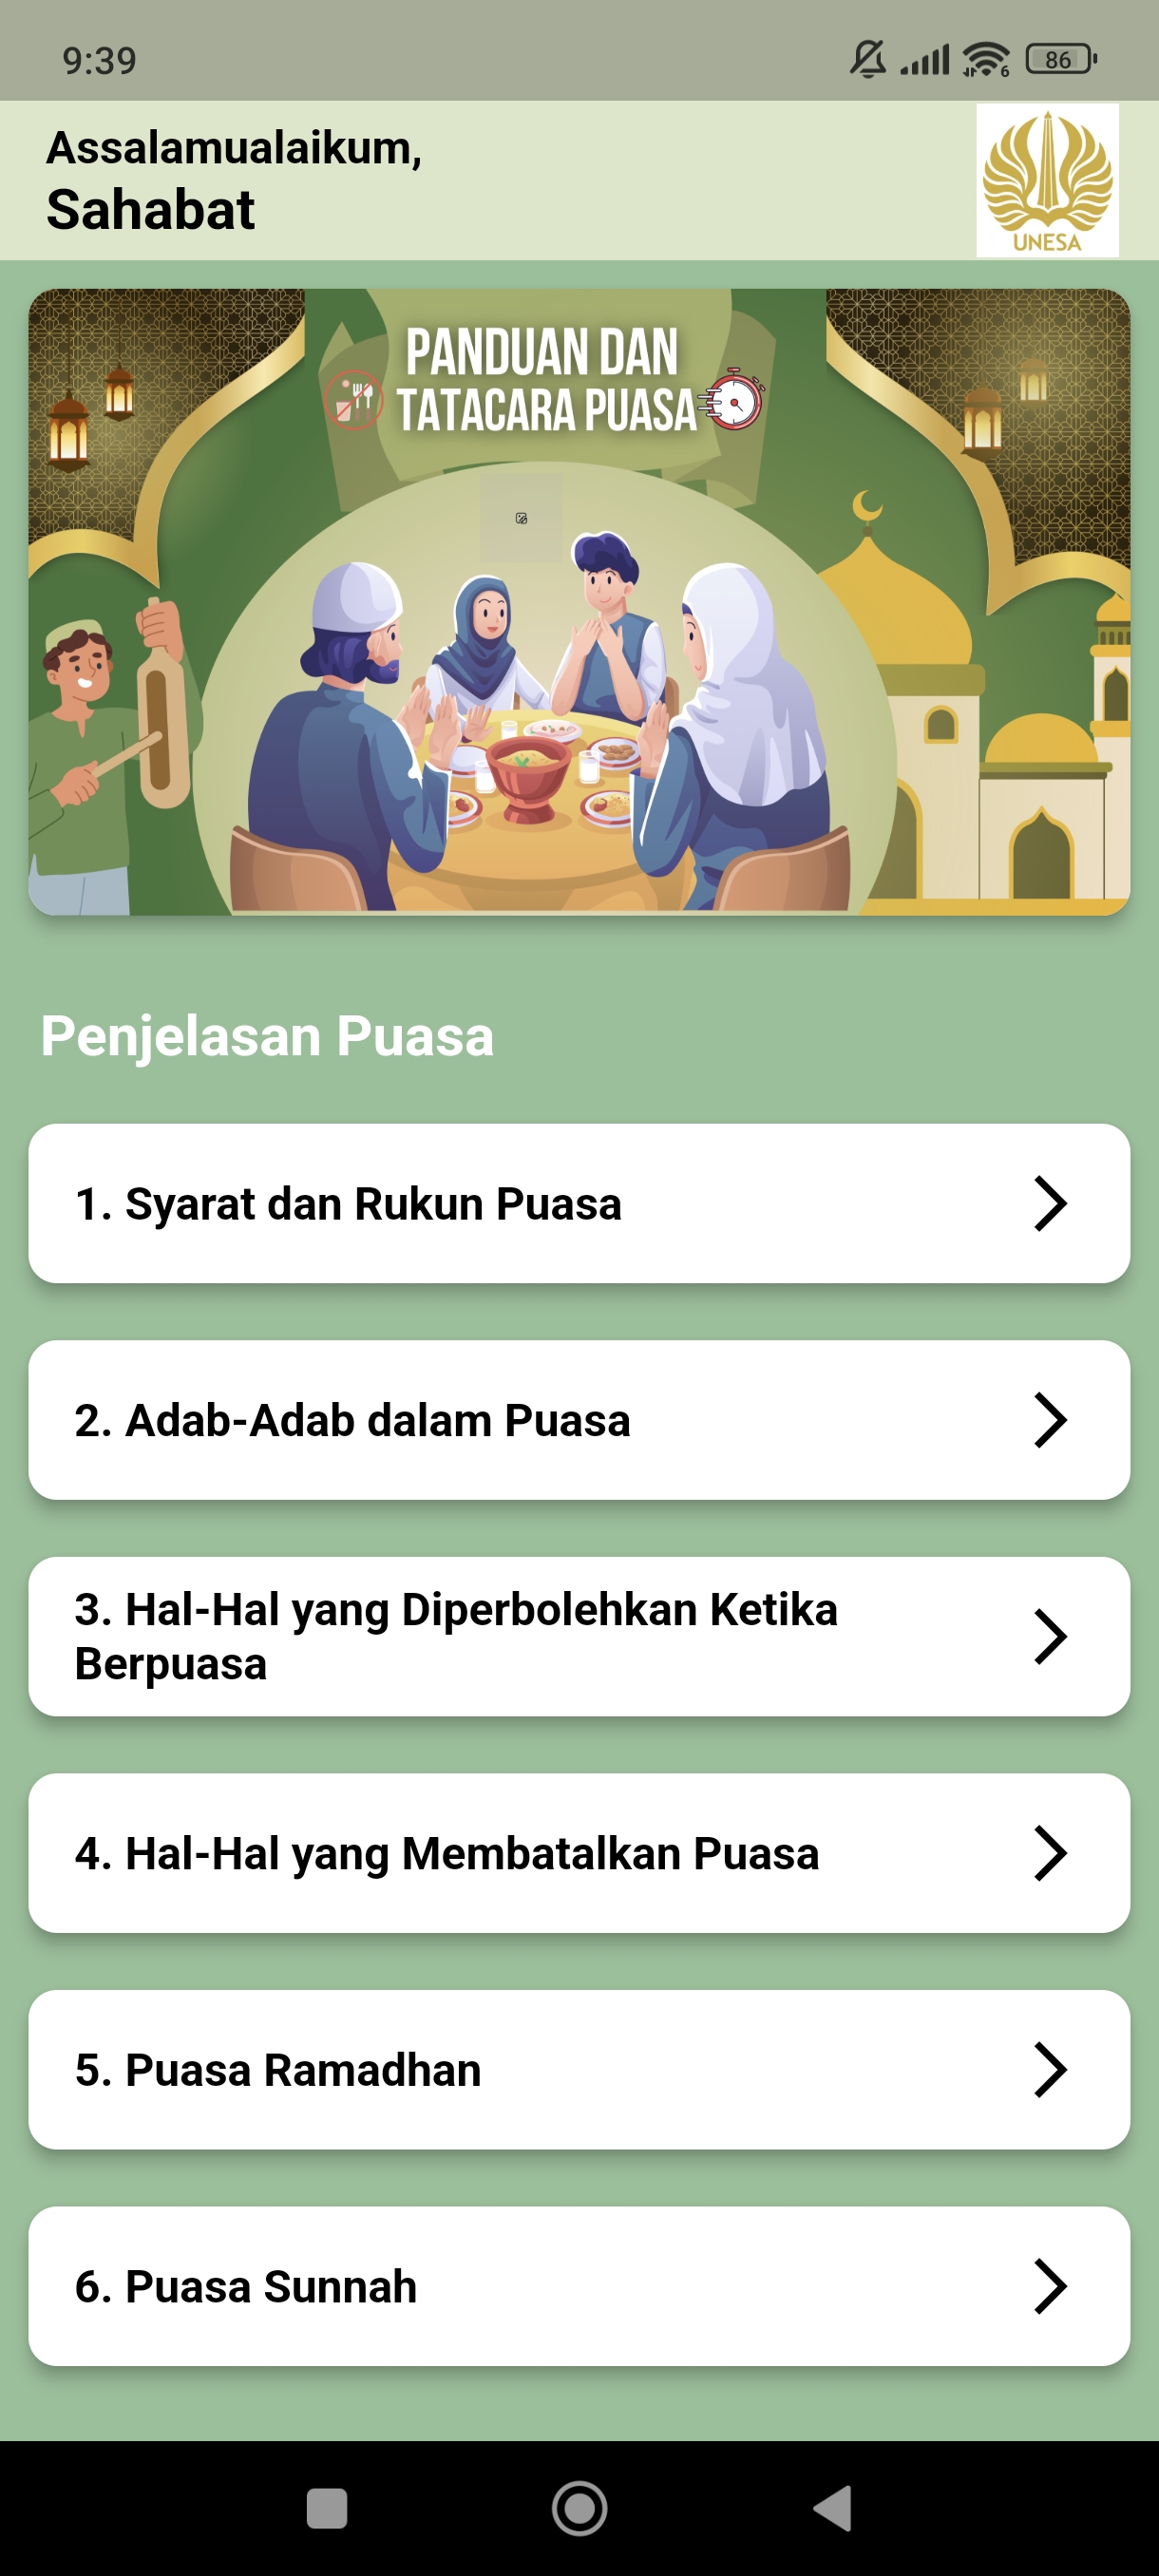 9:39
6
86
Assalamualaikum,
Sahabat
UNESA
PANDUAN DAN
TATACARA PUASA
Penjelasan Puasa
1. Syarat dan Rukun Puasa
2. Adab-Adab dalam Puasa
3. Hal-Hal yang Diperbolehkan Ketika
Berpuasa
4. Hal-Hal yang Membatalkan Puasa
5. Puasa Ramadhan
6. Puasa Sunnah